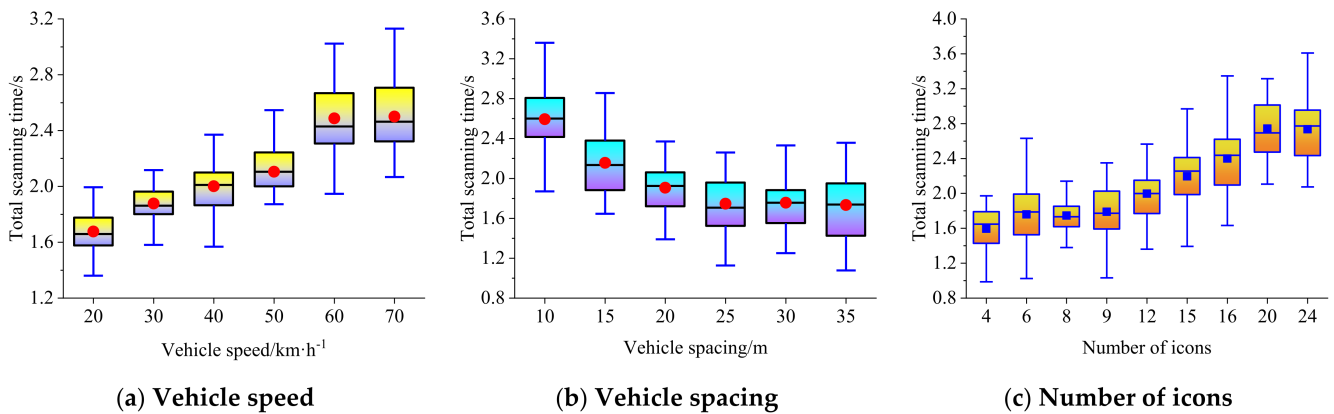 3.2
2.8
2.4
2.0
1.6
1.2
Total scanning time/s
20 30 40 50 60 70
Vehicle speed/km·h⁻¹
(a) Vehicle speed
3.6
3.2
2.8
2.4
2.0
1.6
1.2
0.8
Total scanning time/s
10 15 20 25 30 35
Vehicle spacing/m
(b) Vehicle spacing
4.0
3.6
3.2
2.8
2.4
2.0
1.6
1.2
0.8
Total scanning time/s
4 6 8 9 12 15 16 20 24
Number of icons
(c) Number of icons